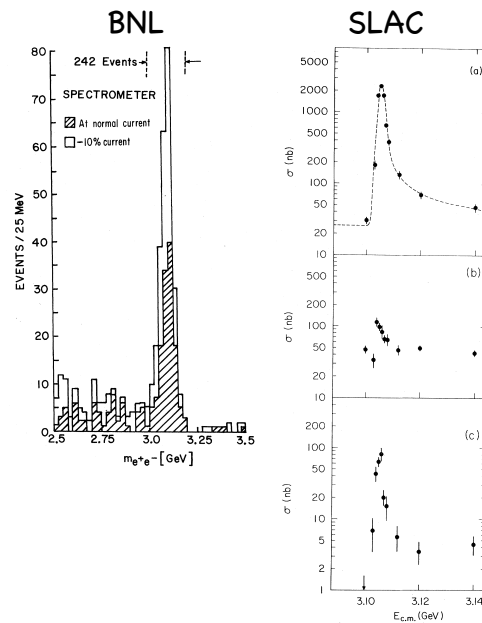 BNL
SLAC
80
242 Events
70
SPECTROMETER
At normal current
-10% current
60
50
40
30
20
10
0
EVENTS / 25 MeV
2.5
2.75
3.0
3.25
3.5
me+e- [GeV]
5000
2000
1000
500
200
100
50
20
10
σ (nb)
(a)
500
200
100
50
20
10
σ (nb)
(b)
200
100
50
20
10
5
2
1
σ (nb)
(c)
3.10
3.12
3.14
Ec.m. (GeV)